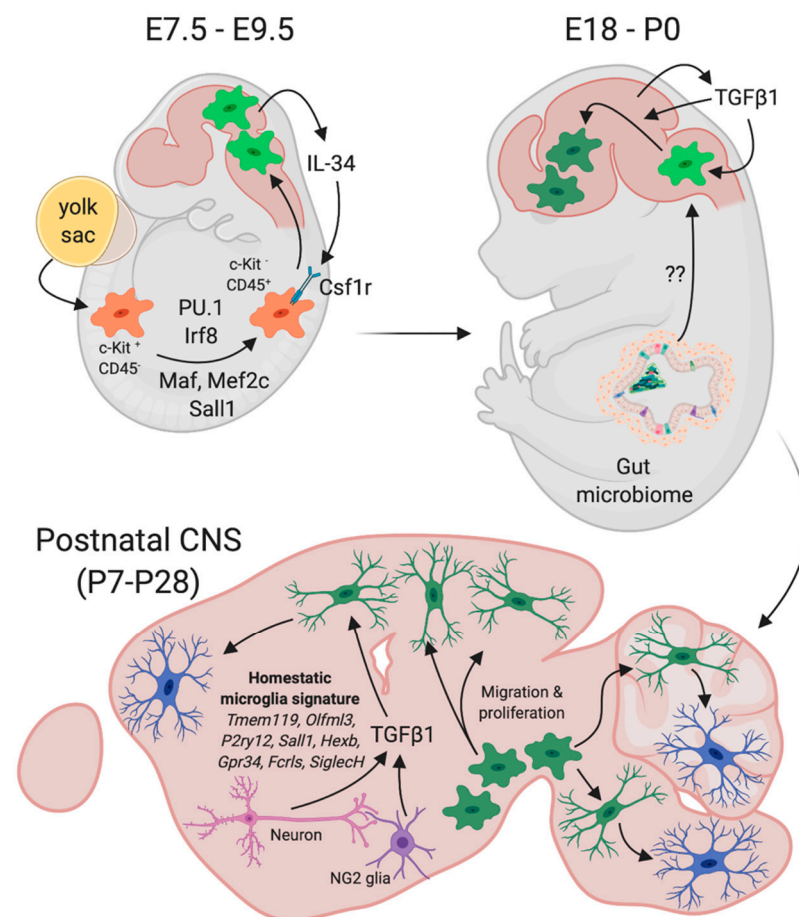 E7.5 - E9.5
E18 - P0
TGFβ1
IL-34
yolk
sac
c-Kit -
CD45+
Csf1r
PU.1
Irf8
c-Kit +
CD45-
Maf, Mef2c
Sall1
??
Gut
microbiome
Postnatal CNS
(P7-P28)
Homestatic
microglia signature
Tmem119, Olfml3,
P2ry12, Sall1, Hexb,
Gpr34, Fcrls, SiglecH
TGFβ1
Migration &
proliferation
Neuron
NG2 glia